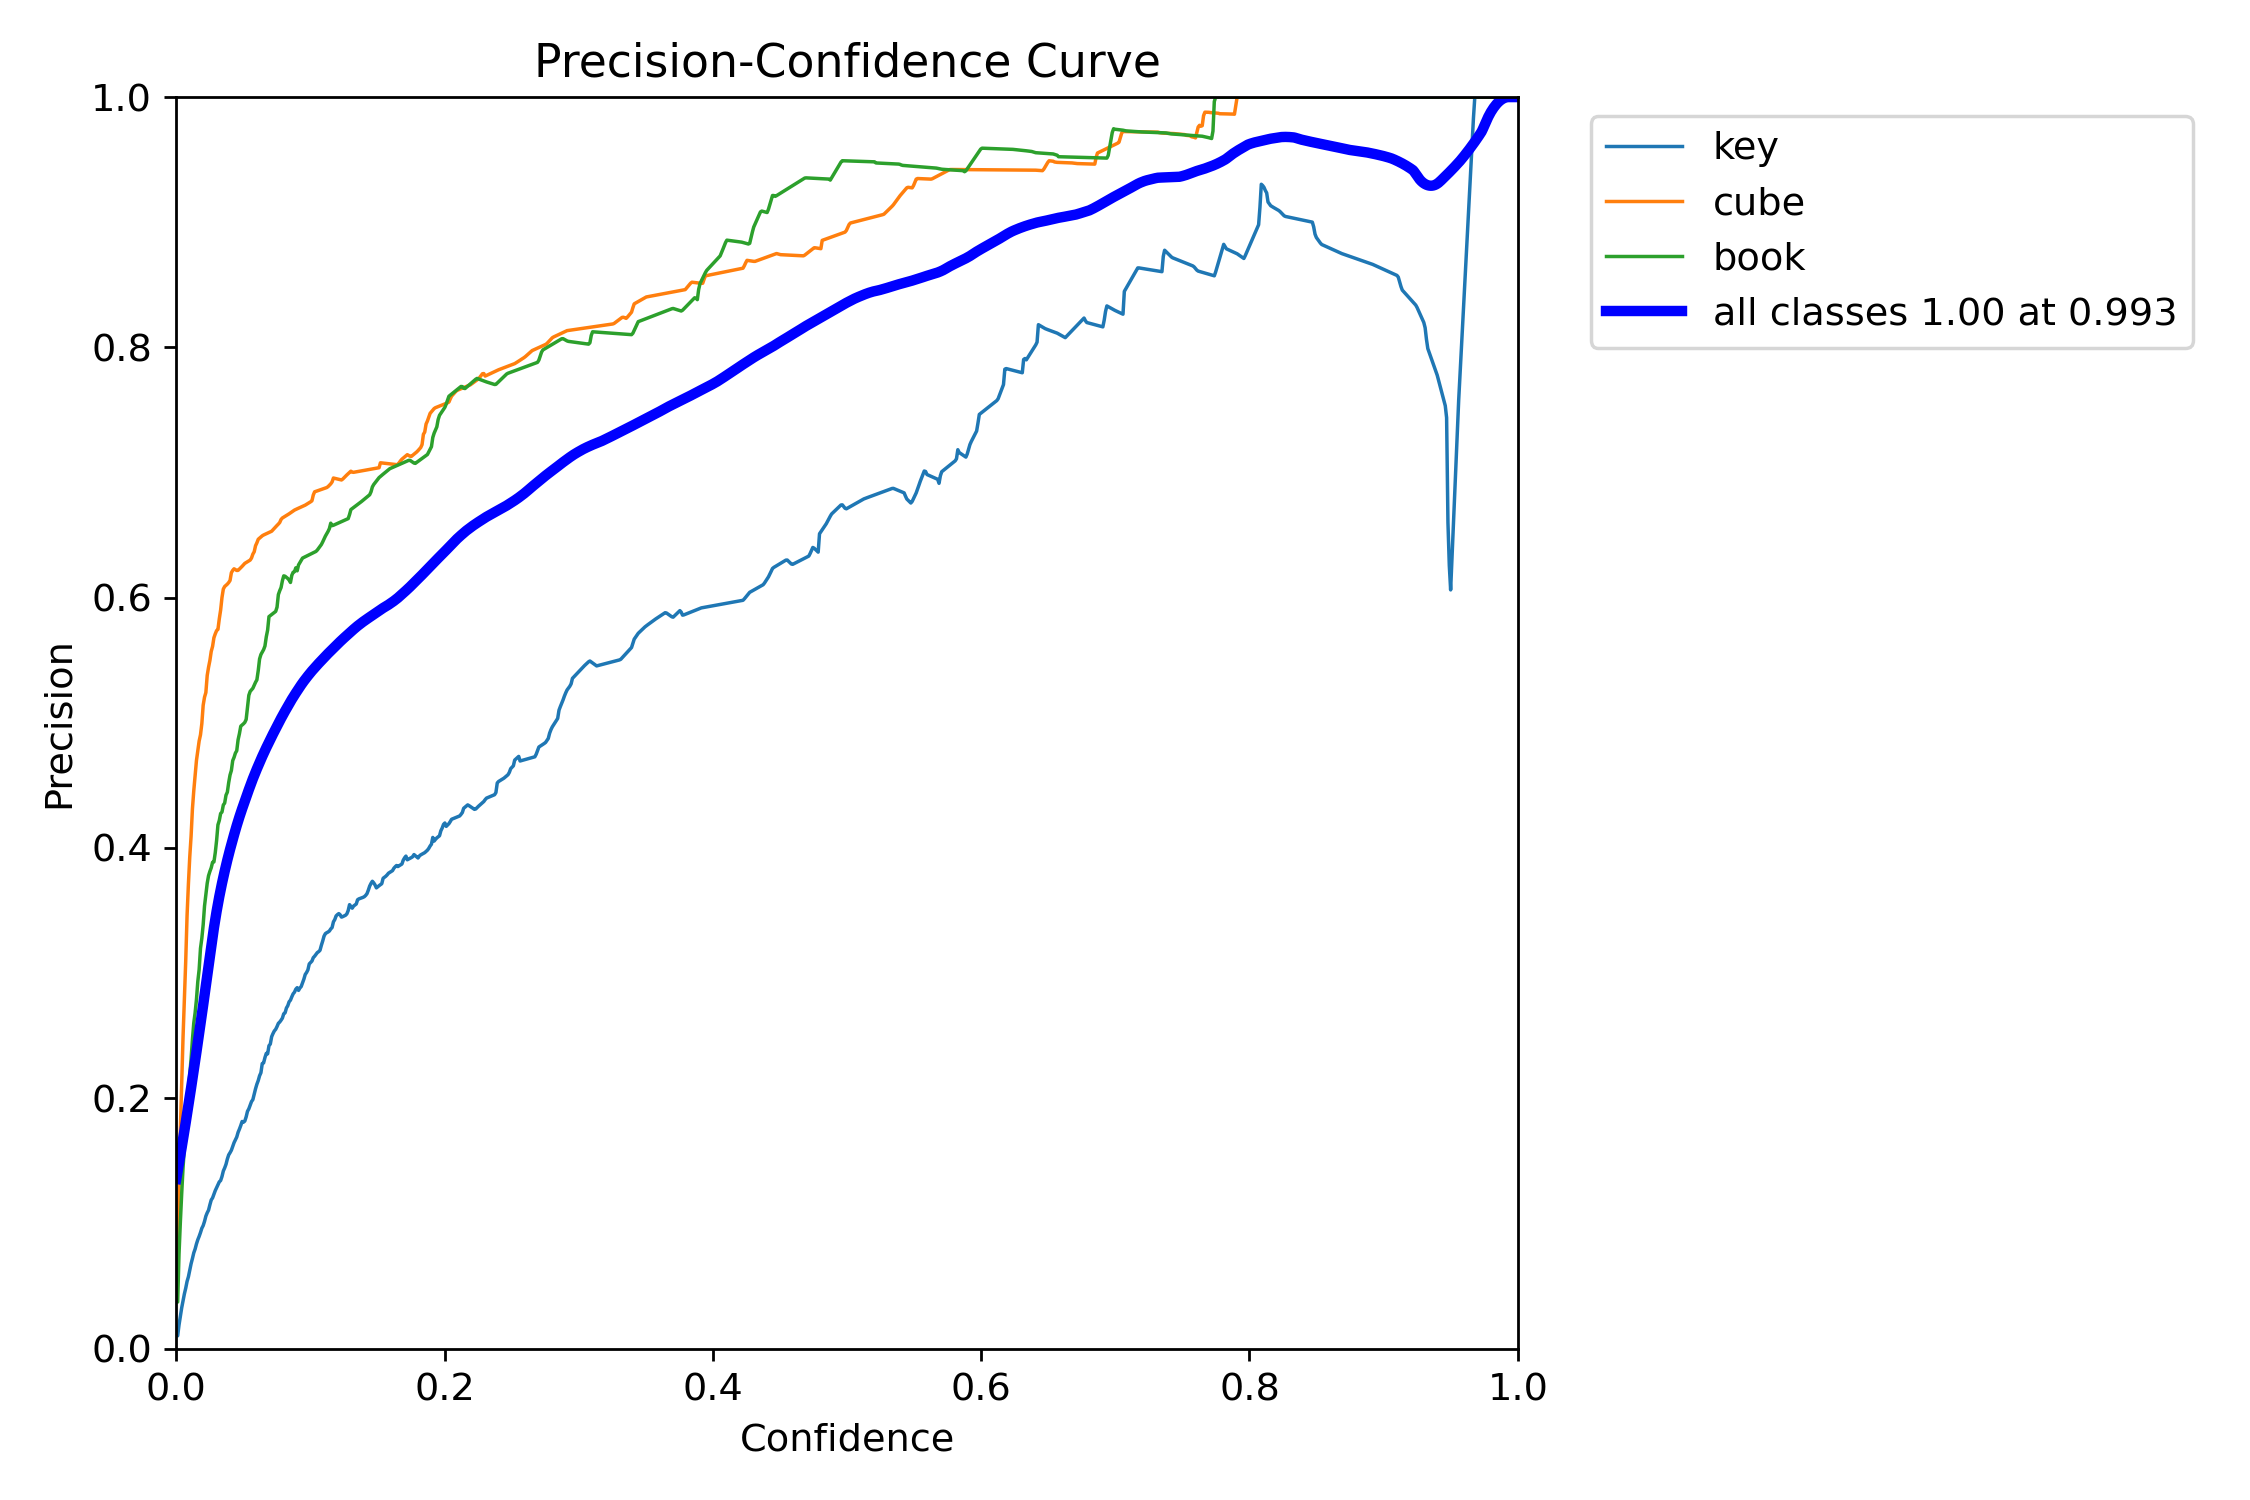 Precision-Confidence Curve
1.0
0.8
0.6
0.4
0.2
0.0
Precision
0.0 0.2 0.4 0.6 0.8 1.0
Confidence
key
cube
book
all classes 1.00 at 0.993